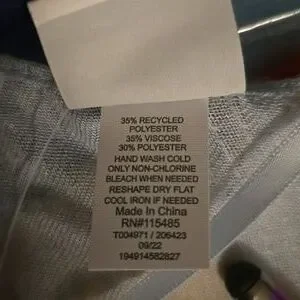 35% RECYCLED
POLYESTER
35% VISCOSE
30% POLYESTER
HAND WASH COLD
ONLY NON-CHLORINE
BLEACH WHEN NEEDED
RESHAPE DRY FLAT
COOL IRON IF NEEDED
Made In China
RN#115485
T004971 / 206423
09/22
194914582827